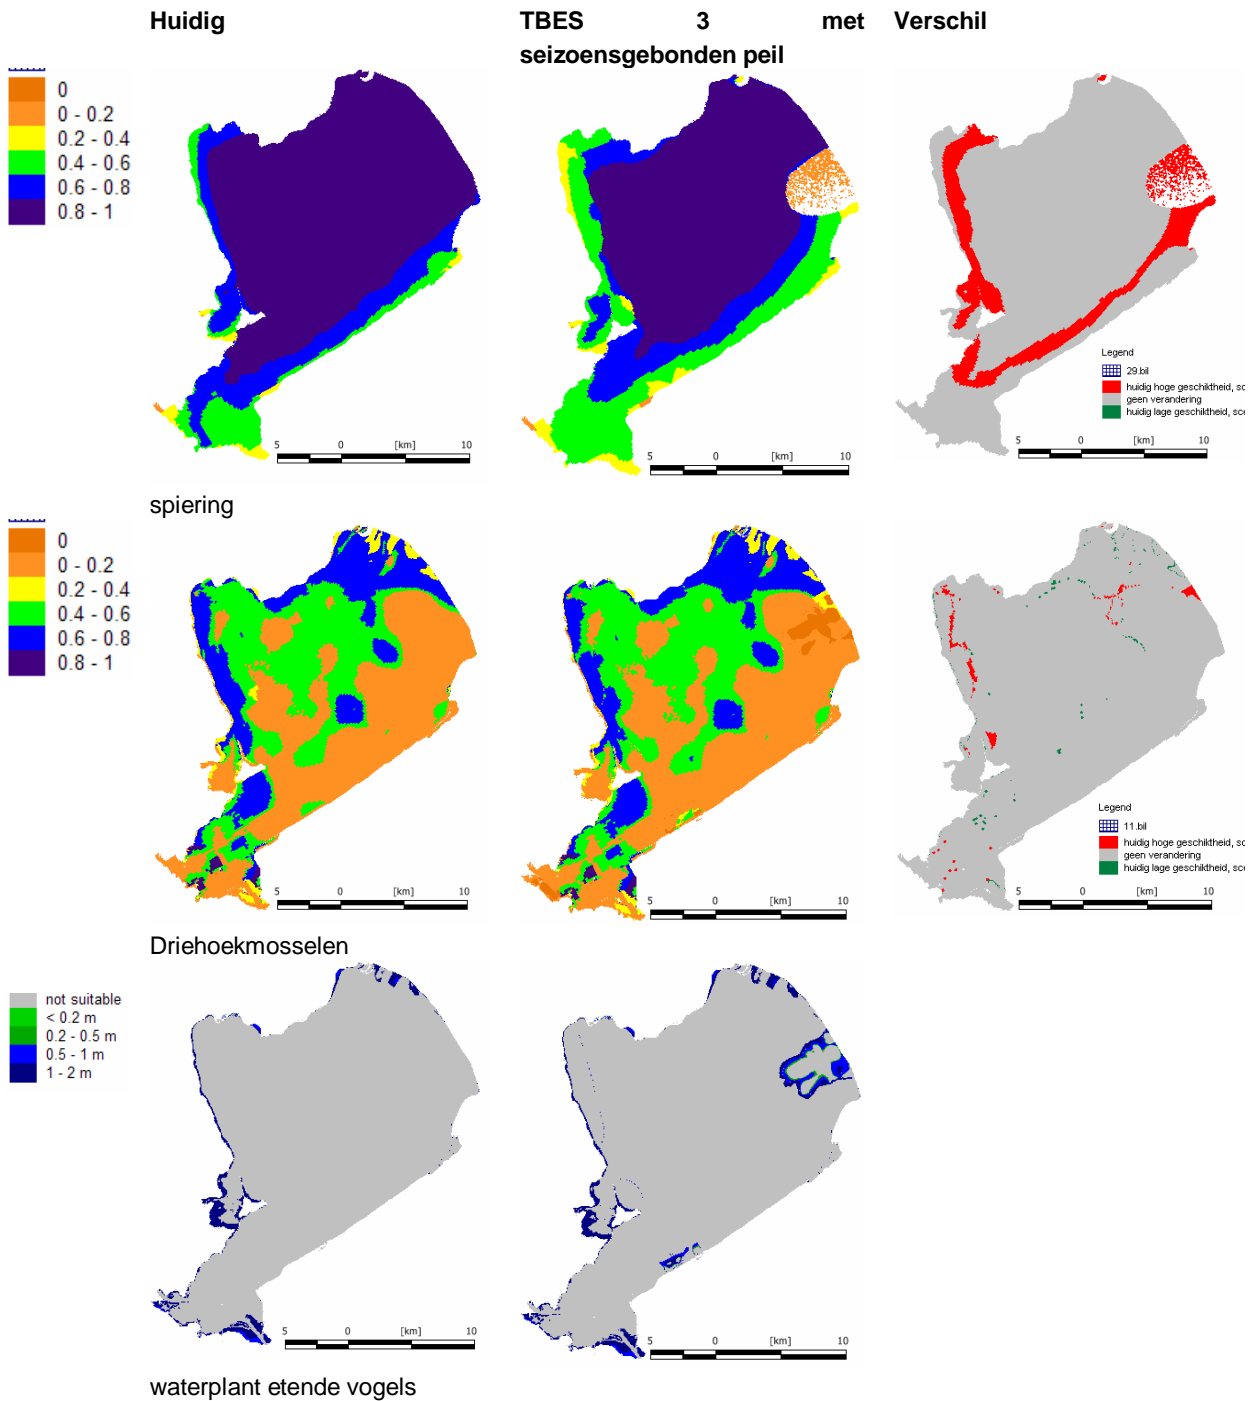 Huidig
TBES 3 met
seizoensgebonden peil
Verschil
0
0 - 0.2
0.2 - 0.4
0.4 - 0.6
0.6 - 0.8
0.8 - 1
5 0 [km] 10
5 0 [km] 10
Legend
29.bil
huidig hoge geschiktheid, sc
geen verandering
huidig lage geschiktheid, sce
5 0 [km] 10
spiering
0
0 - 0.2
0.2 - 0.4
0.4 - 0.6
0.6 - 0.8
0.8 - 1
5 0 [km] 10
5 0 [km] 10
Legend
11.bil
huidig hoge geschiktheid, sc
geen verandering
huidig lage geschiktheid, sce
5 0 [km] 10
Driehoekmosselen
not suitable
< 0.2 m
0.2 - 0.5 m
0.5 - 1 m
1 - 2 m
5 0 [km] 10
5 0 [km] 10
waterplant etende vogels